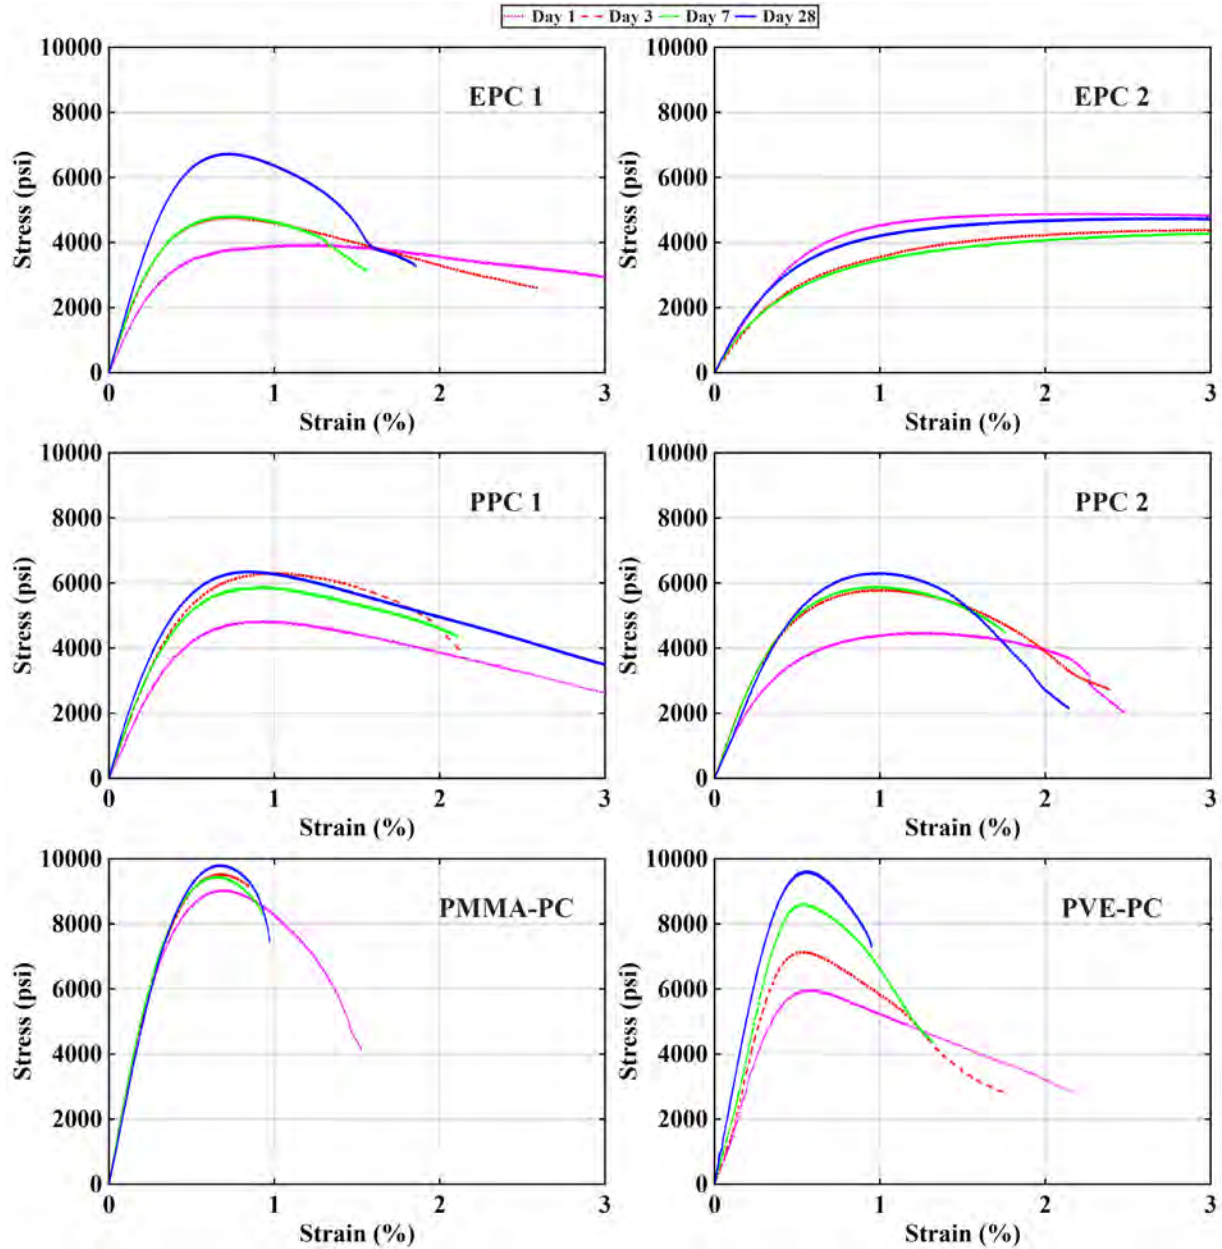 Day 1 Day 3 Day 7 Day 28
10000
8000
6000
4000
2000
0
Stress (psi)
EPC 1
0 1 2 3
Strain (%)
10000
8000
6000
4000
2000
0
Stress (psi)
EPC 2
0 1 2 3
Strain (%)
10000
8000
6000
4000
2000
0
Stress (psi)
PPC 1
0 1 2 3
Strain (%)
10000
8000
6000
4000
2000
0
Stress (psi)
PPC 2
0 1 2 3
Strain (%)
10000
8000
6000
4000
2000
0
Stress (psi)
PMMA-PC
0 1 2 3
Strain (%)
10000
8000
6000
4000
2000
0
Stress (psi)
PVE-PC
0 1 2 3
Strain (%)